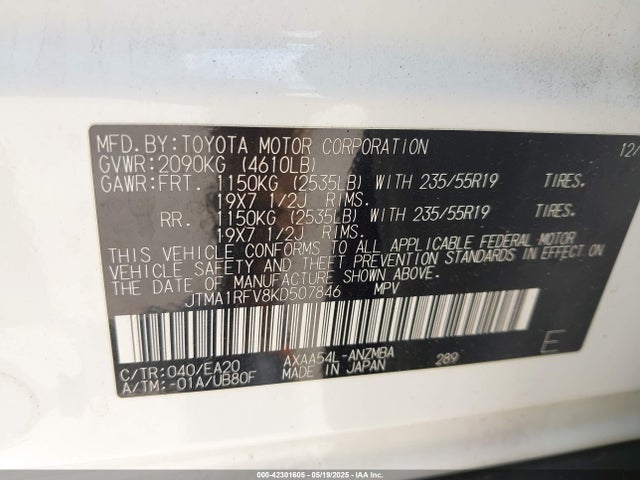 MFD.BY:TOYOTA MOTOR CORPORATION 12/
GVWR:2090KG (4610LB)
GAWR:FRT. 1150KG (2535LB) WITH 235/55R19 TIRES.
19X7 1/2J RIMS.
RR. 1150KG (2535LB) WITH 235/55R19 TIRES.
19X7 1/2J RIMS.
THIS VEHICLE CONFORMS TO ALL APPLICABLE FEDERAL MOTOR
VEHICLE SAFETY AND THEFT PREVENTION STANDARDS IN EFFECT ON
THE DATE OF MANUFACTURE SHOWN ABOVE.
JTMA1RFV8KD507846 MPV
C/TR:040/EA20 AXAA54L-ANZMBA 289 E
A/TM:-01A/UB80F MADE IN JAPAN
000-42301605 - 05/19/2025 - IAA Inc.